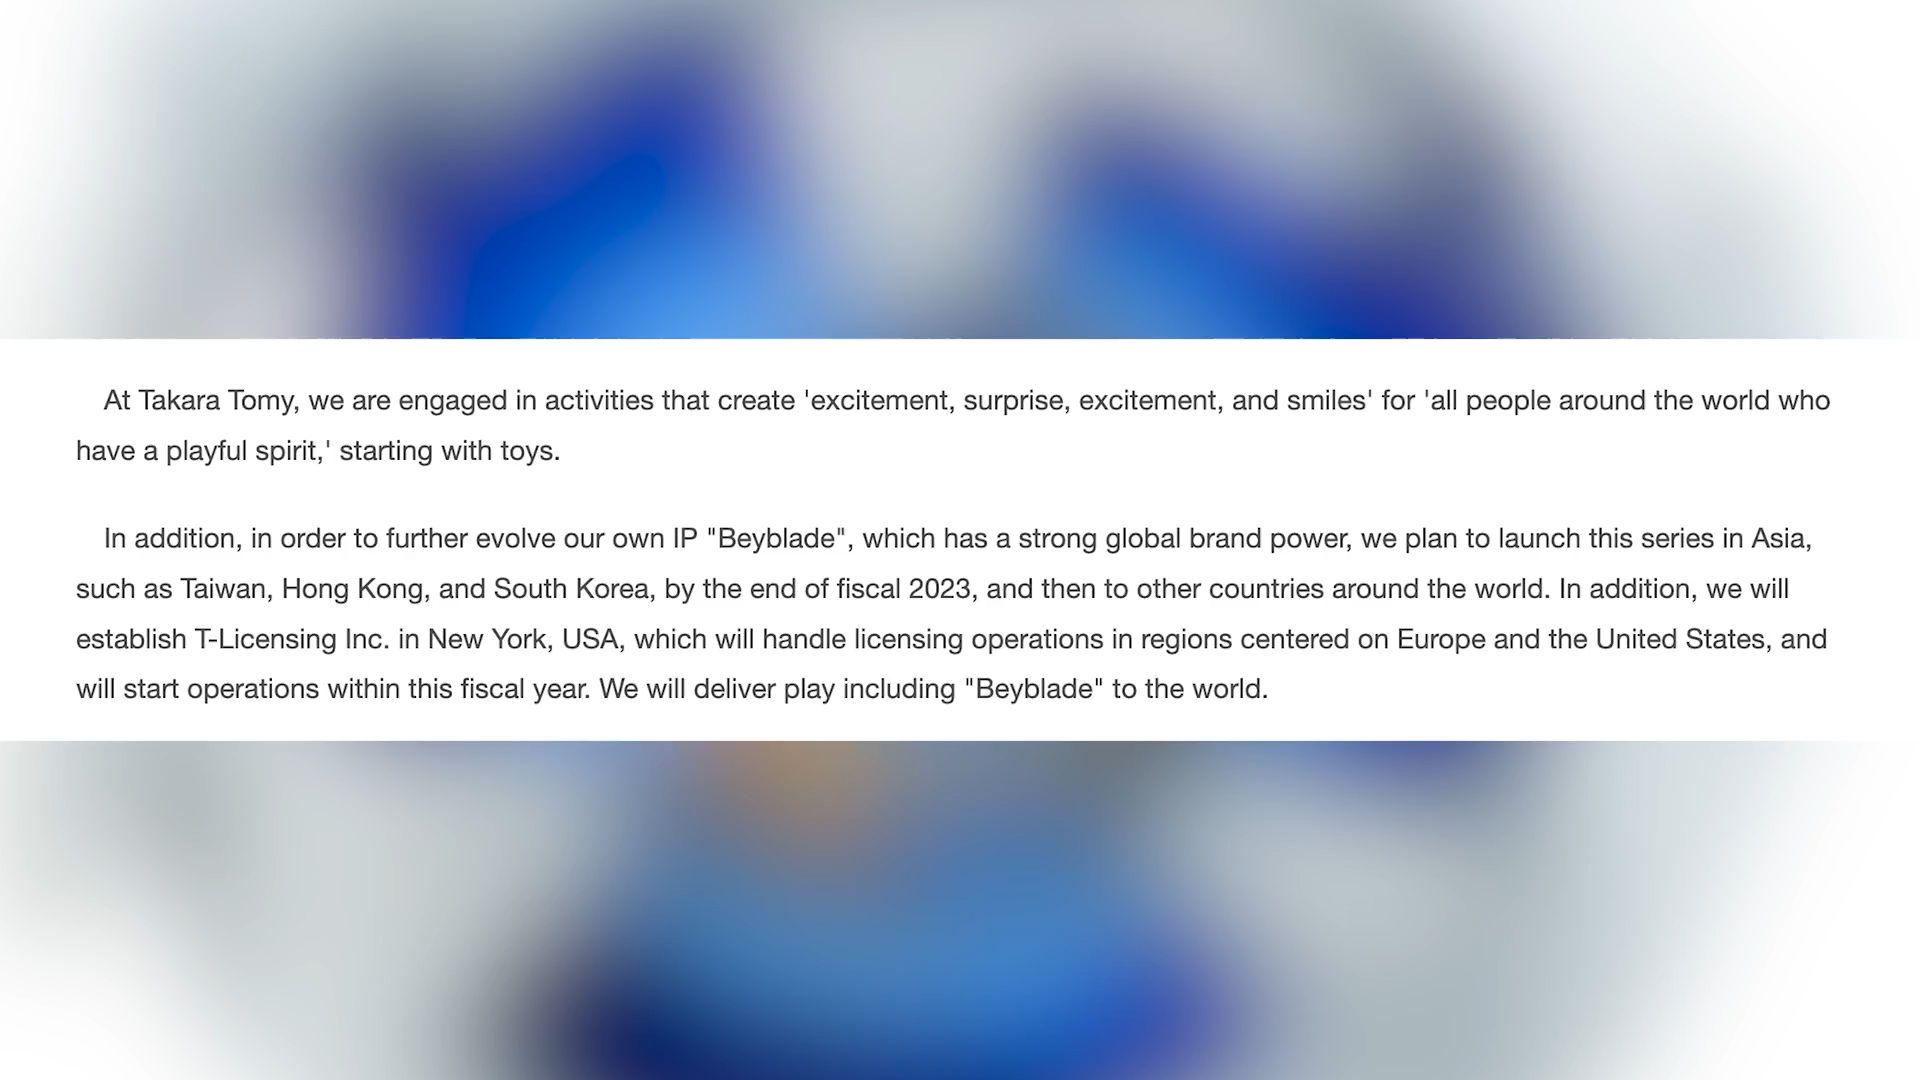 At Takara Tomy, we are engaged in activities that create 'excitement, surprise, excitement, and smiles' for 'all people around the world who
have a playful spirit,' starting with toys.
In addition, in order to further evolve our own IP "Beyblade", which has a strong global brand power, we plan to launch this series in Asia,
such as Taiwan, Hong Kong, and South Korea, by the end of fiscal 2023, and then to other countries around the world. In addition, we will
establish T-Licensing Inc. in New York, USA, which will handle licensing operations in regions centered on Europe and the United States, and
will start operations within this fiscal year. We will deliver play including "Beyblade" to the world.